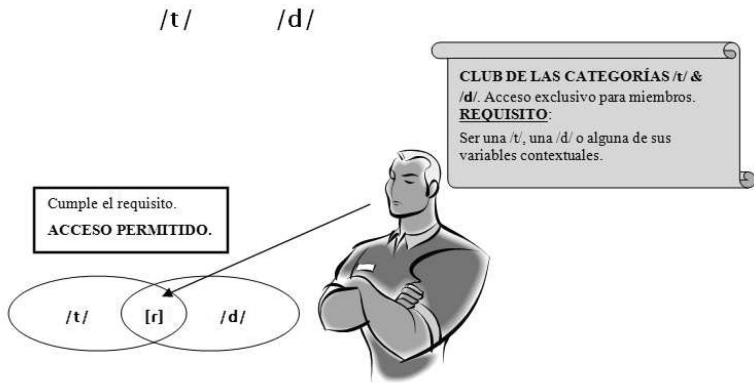 /t/ /d/
CLUB DE LAS CATEGORÍAS /t/ &
/d/. Acceso exclusivo para miembros.
REQUISITO:
Ser una /t/, una /d/ o alguna de sus
variables contextuales.
Cumple el requisito.
ACCESO PERMITIDO.
/t/ [ɾ] /d/